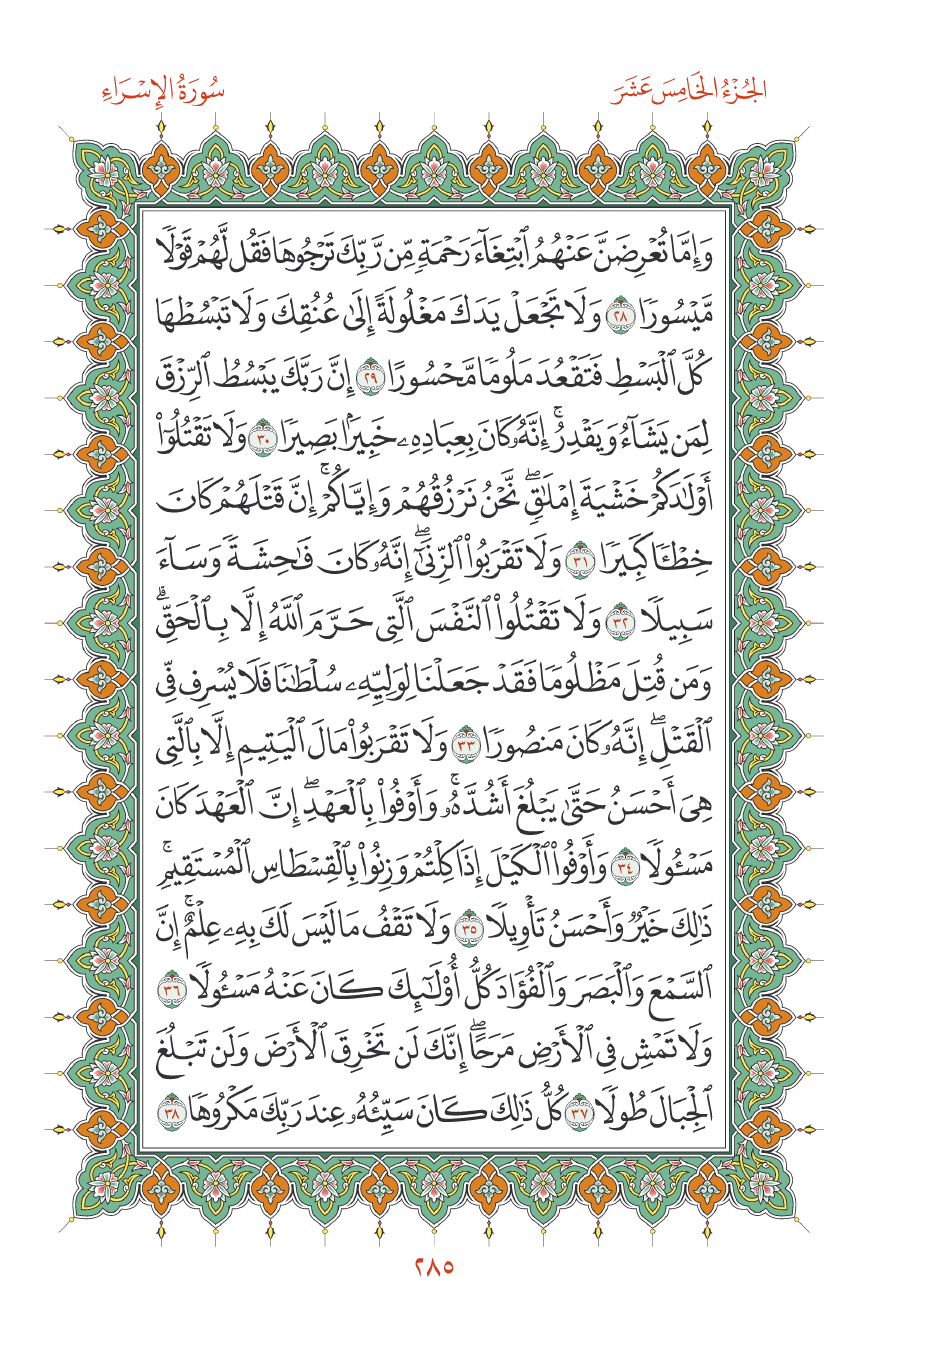 الجُزْءُ الخَامِسَ عَشَرَ
سُورَةُ الإِسْرَاءِ
وَإِمَّا تُعْرِضَنَّ عَنْهُمُ ٱبْتِغَآءَ رَحْمَةٖ مِّن رَّبِّكَ تَرْجُوهَا فَقُل لَّهُمْ قَوْلٗا
مَّيْسُورٗا ٢٨ وَلَا تَجْعَلْ يَدَكَ مَغْلُولَةً إِلَىٰ عُنُقِكَ وَلَا تَبْسُطْهَا
كُلَّ ٱلْبَسْطِ فَتَقْعُدَ مَلُومٗا مَّحْسُورًا ٢٩ إِنَّ رَبَّكَ يَبْسُطُ ٱلرِّزْقَ
لِمَن يَشَآءُ وَيَقْدِرُۚ إِنَّهُۥ كَانَ بِعِبَادِهِۦ خَبِيرَۢا بَصِيرٗا ٣٠ وَلَا تَقْتُلُوٓاْ
أَوْلَٰدَكُمْ خَشْيَةَ إِمْلَٰقٖۖ نَّحْنُ نَرْزُقُهُمْ وَإِيَّاكُمْۚ إِنَّ قَتْلَهُمْ كَانَ
خِطْـٔٗا كَبِيرٗا ٣١ وَلَا تَقْرَبُواْ ٱلزِّنَىٰٓۖ إِنَّهُۥ كَانَ فَٰحِشَةٗ وَسَآءَ
سَبِيلٗا ٣٢ وَلَا تَقْتُلُواْ ٱلنَّفْسَ ٱلَّتِي حَرَّمَ ٱللَّهُ إِلَّا بِٱلْحَقِّۗ
وَمَن قُتِلَ مَظْلُومٗا فَقَدْ جَعَلْنَا لِوَلِيِّهِۦ سُلْطَٰنٗا فَلَا يُسْرِف فِّي
ٱلْقَتْلِۖ إِنَّهُۥ كَانَ مَنصُورٗا ٣٣ وَلَا تَقْرَبُواْ مَالَ ٱلْيَتِيمِ إِلَّا بِٱلَّتِي
هِيَ أَحْسَنُ حَتَّىٰ يَبْلُغَ أَشُدَّهُۥۚ وَأَوْفُواْ بِٱلْعَهْدِۖ إِنَّ ٱلْعَهْدَ كَانَ
مَسْـُٔولٗا ٣٤ وَأَوْفُواْ ٱلْكَيْلَ إِذَا كِلْتُمْ وَزِنُواْ بِٱلْقِسْطَاسِ ٱلْمُسْتَقِيمِۚ
ذَٰلِكَ خَيْرٞ وَأَحْسَنُ تَأْوِيلٗا ٣٥ وَلَا تَقْفُ مَا لَيْسَ لَكَ بِهِۦ عِلْمٌۚ إِنَّ
ٱلسَّمْعَ وَٱلْبَصَرَ وَٱلْفُؤَادَ كُلُّ أُوْلَٰٓئِكَ كَانَ عَنْهُ مَسْـُٔولٗا ٣٦
وَلَا تَمْشِ فِي ٱلْأَرْضِ مَرَحًاۖ إِنَّكَ لَن تَخْرِقَ ٱلْأَرْضَ وَلَن تَبْلُغَ
ٱلْجِبَالَ طُولٗا ٣٧ كُلُّ ذَٰلِكَ كَانَ سَيِّئُهُۥ عِندَ رَبِّكَ مَكْرُوهٗا ٣٨
٢٨٥